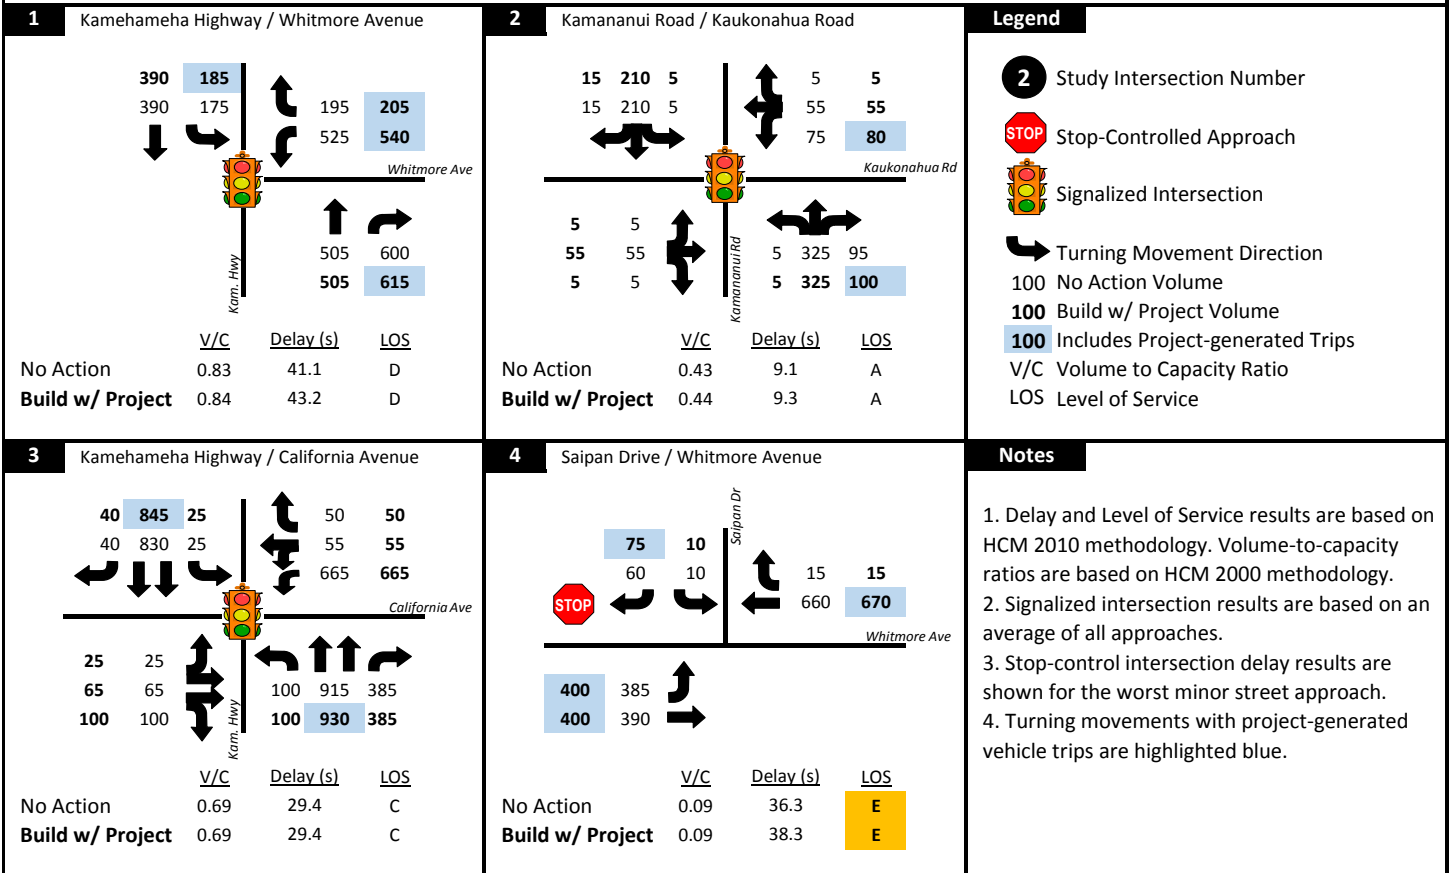 1 Kamehameha Highway / Whitmore Avenue
390 185
390 175
195 205
525 540
Whitmore Ave
505 600
505 615
Kam. Hwy
V/C Delay (s) LOS
No Action 0.83 41.1 D
Build w/ Project 0.84 43.2 D
2 Kamananui Road / Kaukonahua Road
15 210 5
15 210 5
5 5
55 55
75 80
Kaukonahua Rd
5 5
55 55
5 5
5 325 95
5 325 100
Kamananui Rd
V/C Delay (s) LOS
No Action 0.43 9.1 A
Build w/ Project 0.44 9.3 A
Legend
2 Study Intersection Number
STOP Stop-Controlled Approach
Signalized Intersection
Turning Movement Direction
100 No Action Volume
100 Build w/ Project Volume
100 Includes Project-generated Trips
V/C Volume to Capacity Ratio
LOS Level of Service
3 Kamehameha Highway / California Avenue
40 845 25
40 830 25
50 50
55 55
665 665
California Ave
25 25
65 65
100 100
100 915 385
100 930 385
Kam. Hwy
V/C Delay (s) LOS
No Action 0.69 29.4 C
Build w/ Project 0.69 29.4 C
4 Saipan Drive / Whitmore Avenue
Saipan Dr
75 10
60 10
STOP
15 15
660 670
Whitmore Ave
400 385
400 390
V/C Delay (s) LOS
No Action 0.09 36.3 E
Build w/ Project 0.09 38.3 E
Notes
1. Delay and Level of Service results are based on
HCM 2010 methodology. Volume-to-capacity
ratios are based on HCM 2000 methodology.
2. Signalized intersection results are based on an
average of all approaches.
3. Stop-control intersection delay results are
shown for the worst minor street approach.
4. Turning movements with project-generated
vehicle trips are highlighted blue.